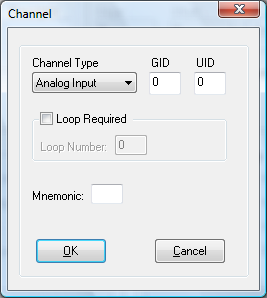 Channel
Channel Type GID UID
Analog Input 0 0
Loop Required
Loop Number: 0
Mnemonic:
OK Cancel